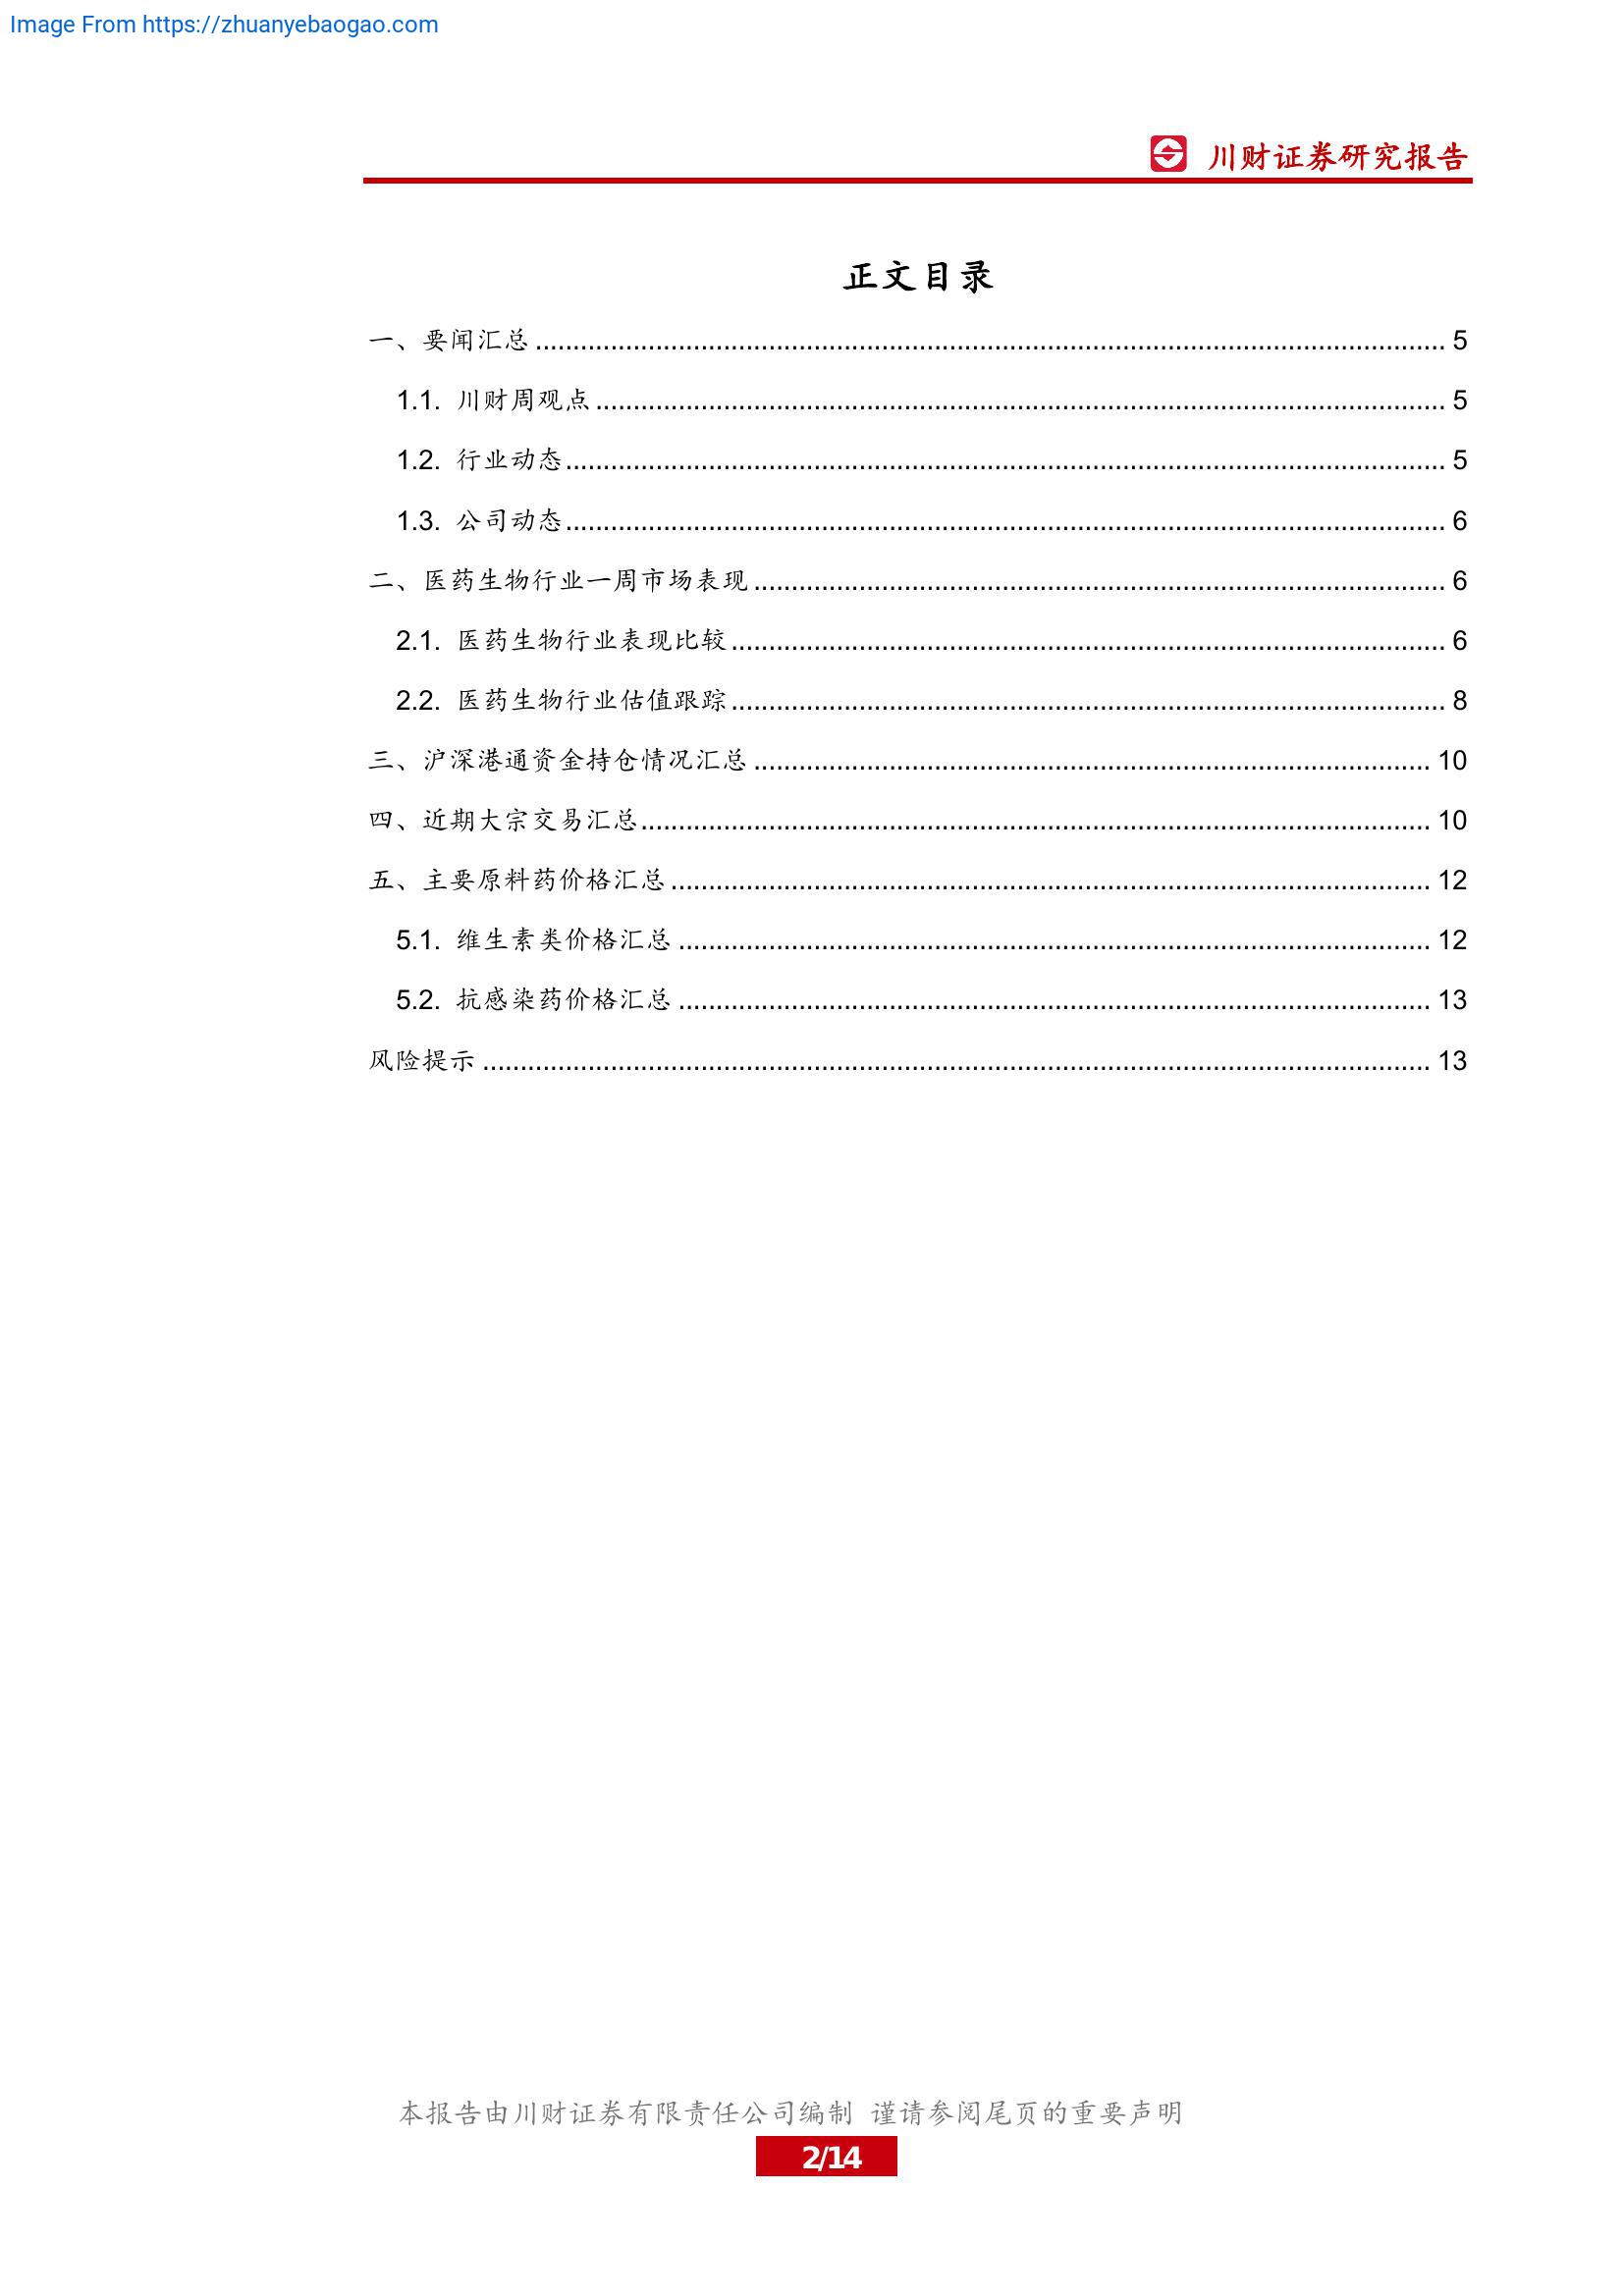 Image From https://zhuanyebaogao.com
川财证券研究报告
正文目录
一、要闻汇总 ........................................ 5
1.1. 川财周观点 ........................................ 5
1.2. 行业动态 ........................................ 5
1.3. 公司动态 ........................................ 6
二、医药生物行业一周市场表现 ........................................ 6
2.1. 医药生物行业表现比较 ........................................ 6
2.2. 医药生物行业估值跟踪 ........................................ 8
三、沪深港通资金持仓情况汇总 ........................................ 10
四、近期大宗交易汇总 ........................................ 10
五、主要原料药价格汇总 ........................................ 12
5.1. 维生素类价格汇总 ........................................ 12
5.2. 抗感染药价格汇总 ........................................ 13
风险提示 ........................................ 13
本报告由川财证券有限责任公司编制 谨请参阅尾页的重要声明
2/14